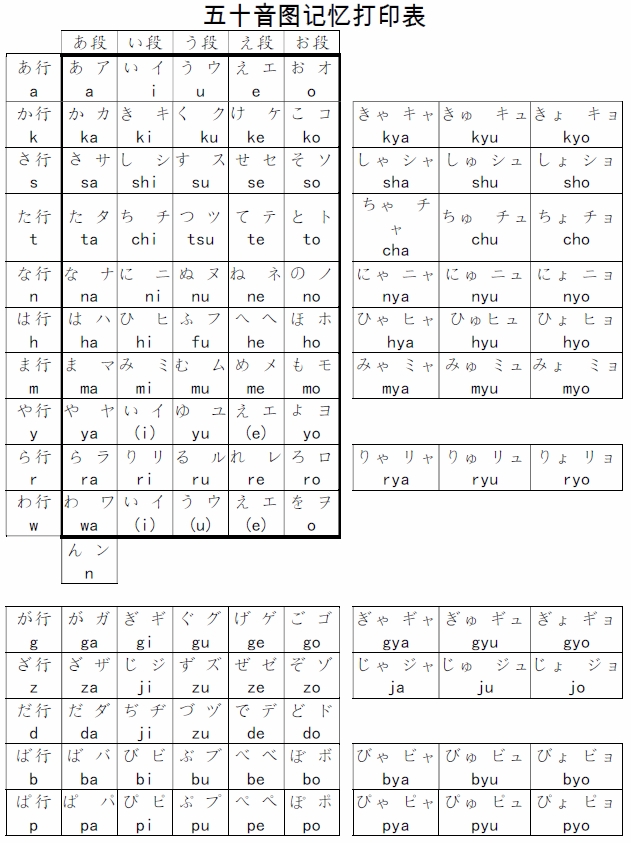 五十音图记忆打印表
あ段 い段 う段 え段 お段
あ行 あ ア い イ う ウ え エ お オ
a a i u e o
か行 か カ き キ く ク け ケ こ コ きゃ キャ きゅ キュ きょ キョ
k ka ki ku ke ko kya kyu kyo
さ行 さ サ し シ す ス せ セ そ ソ しゃ シャ しゅ シュ しょ ショ
s sa shi su se so sha shu sho
た行 た タ ち チ つ ツ て テ と ト ちゃ チャ ちゅ チュ ちょ チョ
t ta chi tsu te to cha chu cho
な行 な ナ に ニ ぬ ヌ ね ネ の ノ にゃ ニャ にゅ ニュ にょ ニョ
n na ni nu ne no nya nyu nyo
は行 は ハ ひ ヒ ふ フ へ ヘ ほ ホ ひゃ ヒャ ひゅ ヒュ ひょ ヒョ
h ha hi fu he ho hya hyu hyo
ま行 ま マ み ミ む ム め メ も モ みゃ ミャ みゅ ミュ みょ ミョ
m ma mi mu me mo mya myu myo
や行 や ヤ い イ ゆ ユ え エ よ ヨ
y ya (i) yu (e) yo
ら行 ら ラ り リ る ル れ レ ろ ロ りゃ リャ りゅ リュ りょ リョ
r ra ri ru re ro rya ryu ryo
わ行 わ ワ い イ う ウ え エ を ヲ
w wa (i) (u) (e) o
ん ン
n
が行 が ガ ぎ ギ ぐ グ げ ゲ ご ゴ ぎゃ ギャ ぎゅ ギュ ぎょ ギョ
g ga gi gu ge go gya gyu gyo
ざ行 ざ ザ じ ジ ず ズ ぜ ゼ ぞ ゾ じゃ ジャ じゅ ジュ じょ ジョ
z za ji zu ze zo ja ju jo
だ行 だ ダ ぢ ヂ づ ヅ で デ ど ド
d da ji zu de do
ば行 ば バ び ビ ぶ ブ べ ベ ぼ ボ びゃ ビャ びゅ ビュ びょ ビョ
b ba bi bu be bo bya byu byo
ぱ行 ぱ パ ぴ ピ ぷ プ ぺ ペ ぽ ポ ぴゃ ピャ ぴゅ ピュ ぴょ ピョ
p pa pi pu pe po pya pyu pyo